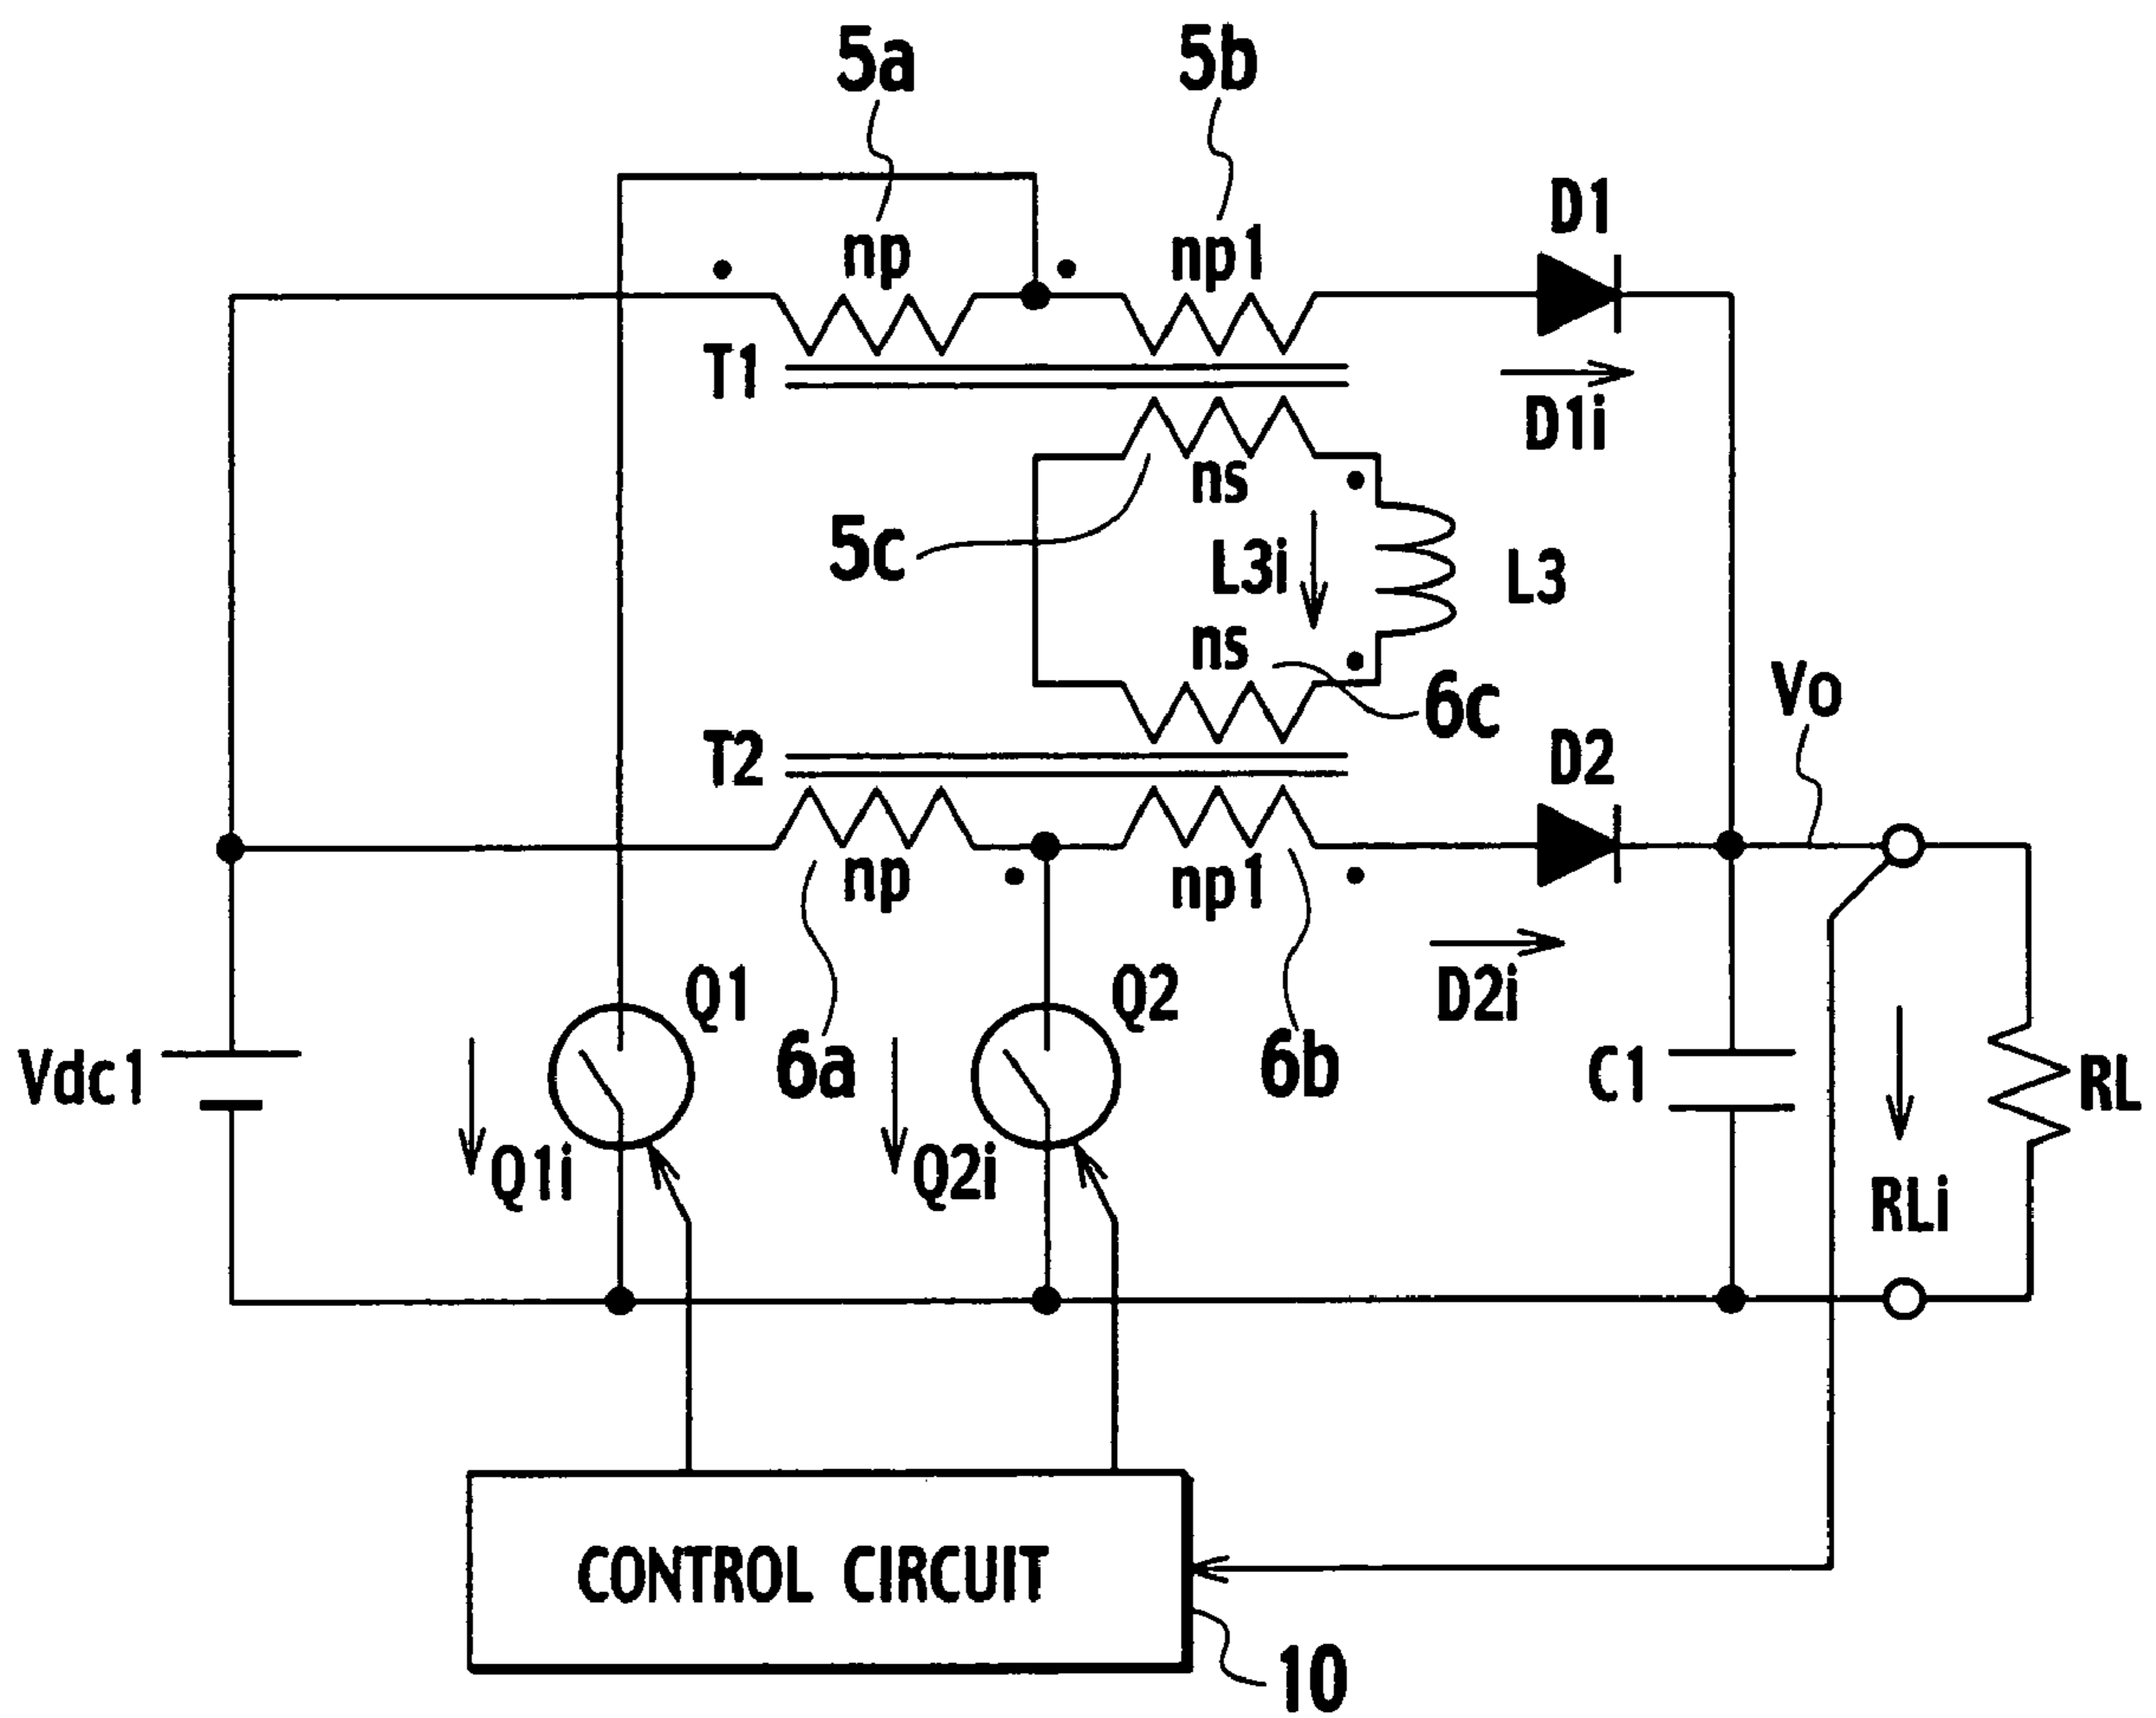 5a
5b
D1
np
np1
T1
D1i
ns
5c
L3i
L3
ns
6c
Vo
T2
D2
np
np1
Q1
Q2
D2i
Vdc1
6a
6b
C1
RL
Q1i
Q2i
RLi
CONTROL CIRCUIT
10